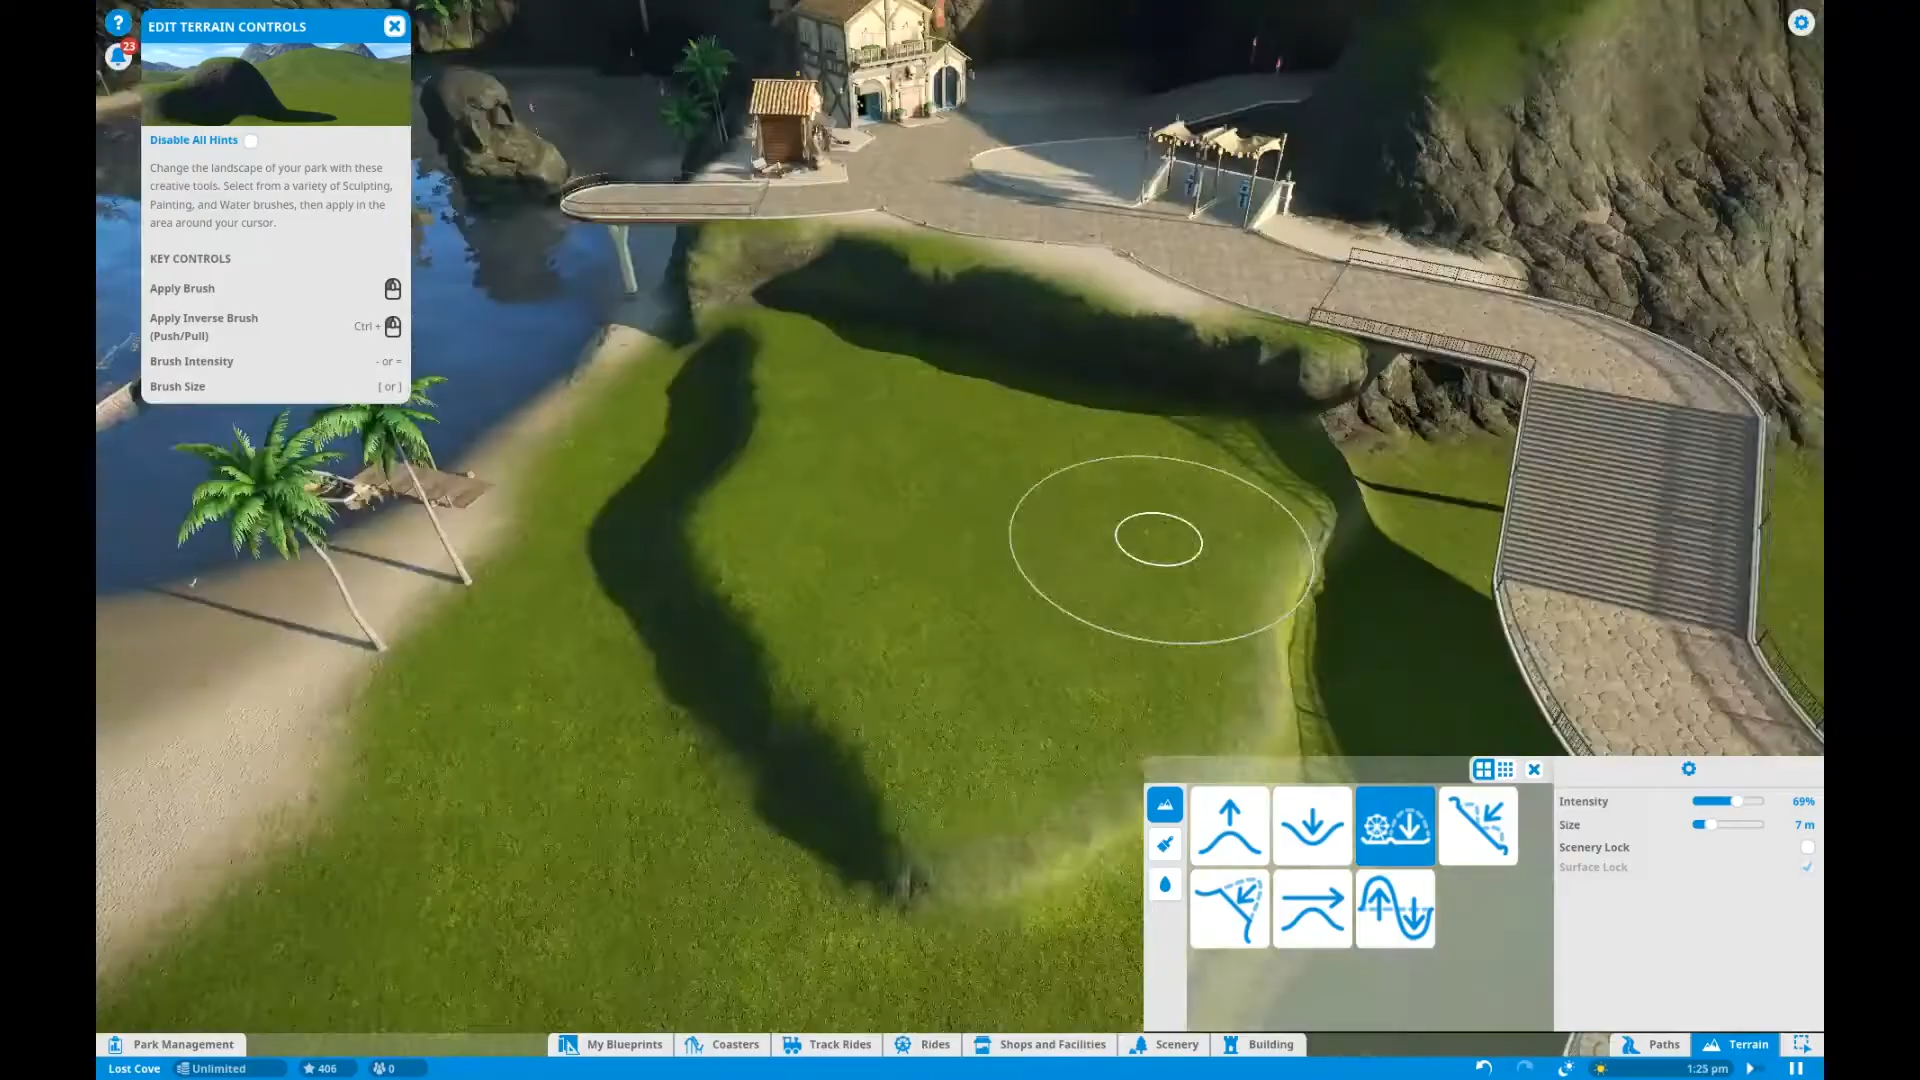 ?
EDIT TERRAIN CONTROLS
23
Disable All Hints
Change the landscape of your park with these
creative tools. Select from a variety of Sculpting,
Painting, and Water brushes, then apply in the
area around your cursor.
KEY CONTROLS
Apply Brush
Apply Inverse Brush
(Push/Pull)
Ctrl +
Brush Intensity - or =
Brush Size [ or ]
Intensity 69%
Size 7 m
Scenery Lock
Surface Lock
Park Management
My Blueprints
Coasters
Track Rides
Rides
Shops and Facilities
Scenery
Building
Paths
Terrain
Lost Cove
Unlimited
406
0
1:25 pm